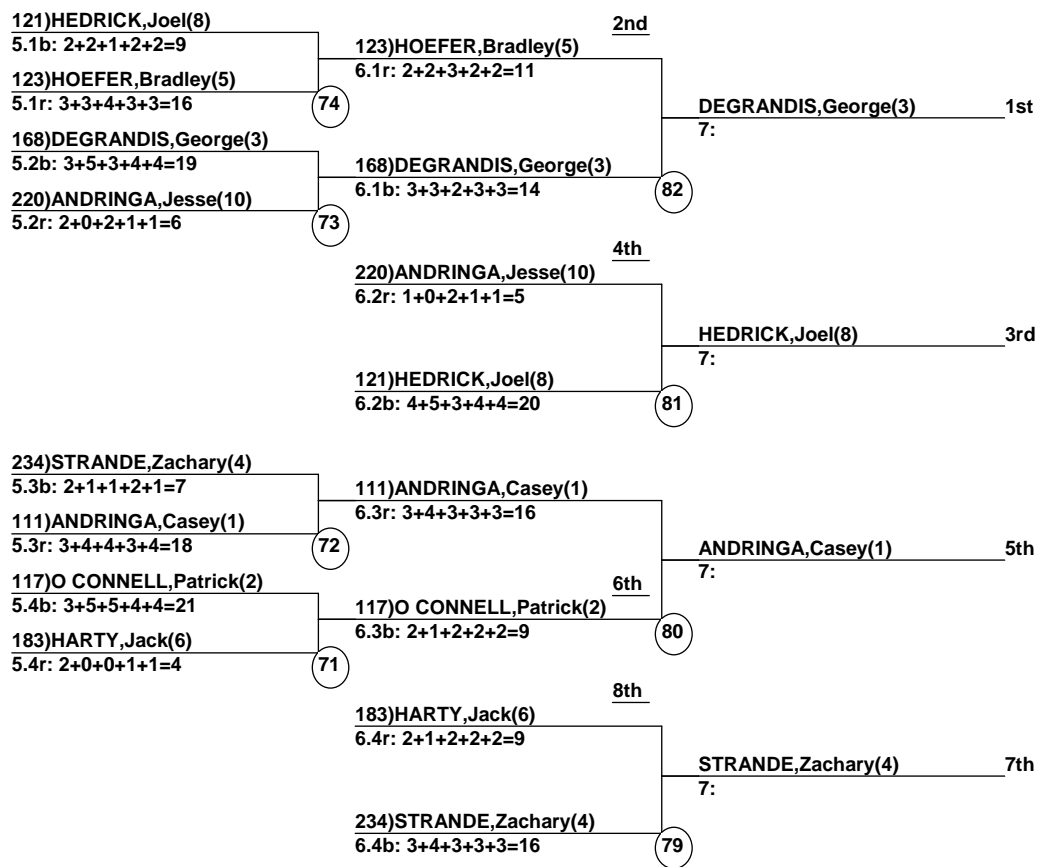 121)HEDRICK,Joel(8)
5.1b: 2+2+1+2+2=9
123)HOEFER,Bradley(5)
5.1r: 3+3+4+3+3=16
74
168)DEGRANDIS,George(3)
5.2b: 3+5+3+4+4=19
220)ANDRINGA,Jesse(10)
5.2r: 2+0+2+1+1=6
73
2nd
123)HOEFER,Bradley(5)
6.1r: 2+2+3+2+2=11
168)DEGRANDIS,George(3)
6.1b: 3+3+2+3+3=14
82
DEGRANDIS,George(3) 1st
7:
4th
220)ANDRINGA,Jesse(10)
6.2r: 1+0+2+1+1=5
121)HEDRICK,Joel(8)
6.2b: 4+5+3+4+4=20
81
HEDRICK,Joel(8) 3rd
7:
234)STRANDE,Zachary(4)
5.3b: 2+1+1+2+1=7
111)ANDRINGA,Casey(1)
5.3r: 3+4+4+3+4=18
72
117)O CONNELL,Patrick(2)
5.4b: 3+5+5+4+4=21
183)HARTY,Jack(6)
5.4r: 2+0+0+1+1=4
71
111)ANDRINGA,Casey(1)
6.3r: 3+4+3+3+3=16
6th
117)O CONNELL,Patrick(2)
6.3b: 2+1+2+2+2=9
80
ANDRINGA,Casey(1) 5th
7:
8th
183)HARTY,Jack(6)
6.4r: 2+1+2+2+2=9
234)STRANDE,Zachary(4)
6.4b: 3+4+3+3+3=16
79
STRANDE,Zachary(4) 7th
7: